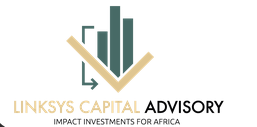 LINKSYS CAPITAL ADVISORY
IMPACT INVESTMENTS FOR AFRICA